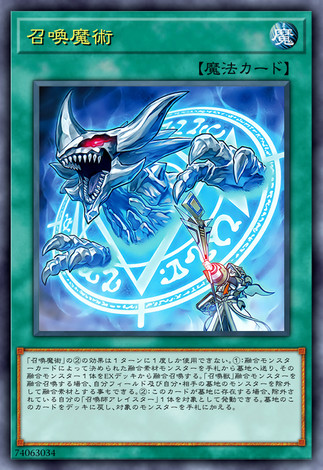 召喚魔術
魔
【魔法カード】
「召喚魔術」の②の効果は1ターンに1度しか使用できない。①:融合モンスタ
ーカードによって決められた融合素材モンスターを手札から墓地へ送り、その
融合モンスター1体をEXデッキから融合召喚する。「召喚獣」融合モンスターを
融合召喚する場合、自分フィールド及び自分・相手の墓地のモンスターを除外
して融合素材とする事もできる。②:このカードが墓地に存在する場合、除外さ
れている自分の「召喚師アレイスター」1体を対象として発動できる。墓地のこ
のカードをデッキに戻し、対象のモンスターを手札に加える。
74063034